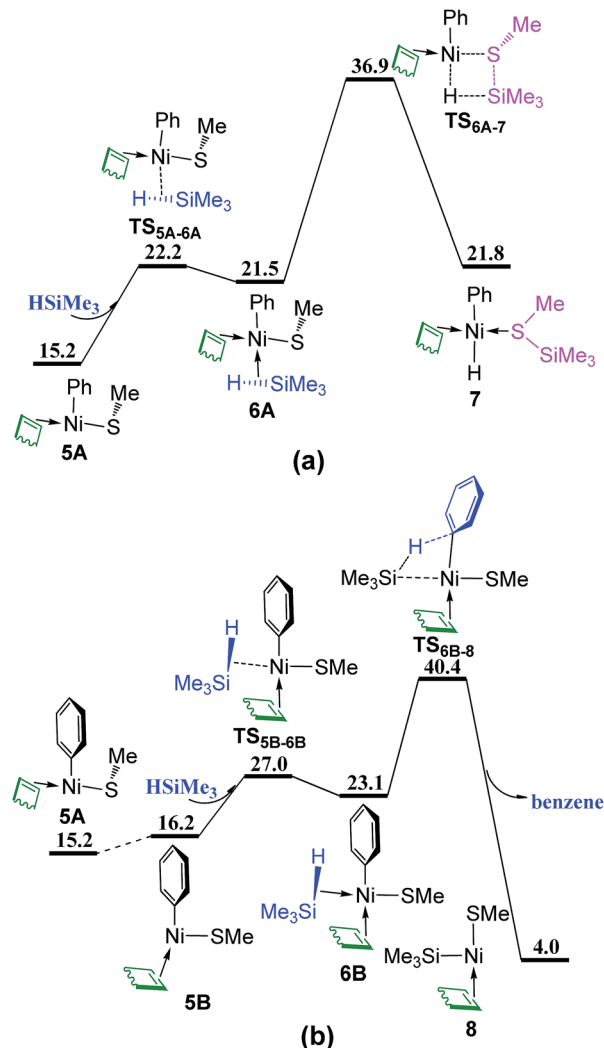 Ph
Me
36.9
Ni
S
H
SiMe3
TS6A-7
Ph
Me
Ni
S
H
SiMe3
TS5A-6A
22.2
21.5
21.8
HSiMe3
15.2
Ph
Me
Ni
S
5A
Ph
Me
Ni
S
H
SiMe3
6A
Ph
Me
Ni
S
SiMe3
H
7
(a)
H
Me3Si
Ni
SMe
TS6B-8
40.4
H
Ni
SMe
Me3Si
TS5B-6B
27.0
Me
Ni
S
5A
15.2
HSiMe3
16.2
23.1
benzene
Ni
SMe
5B
H
Ni
SMe
Me3Si
6B
SMe
Me3Si
Ni
8
4.0
(b)